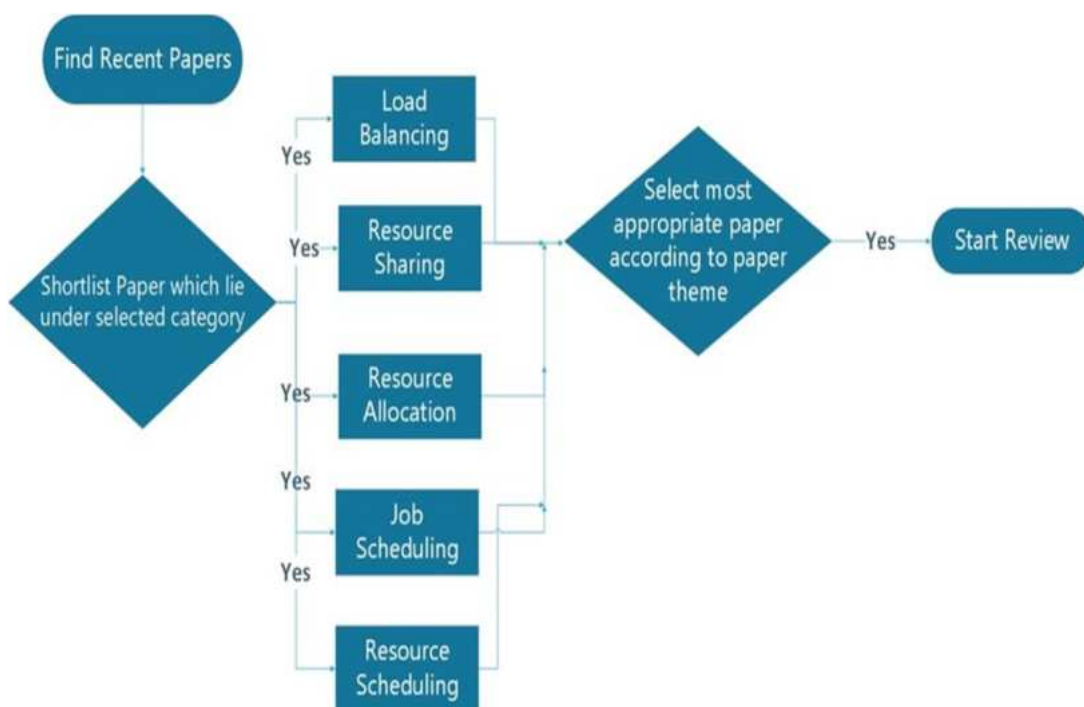 Find Recent Papers
Shortlist Paper which lie
under selected category
Yes
Load
Balancing
Yes
Resource
Sharing
Yes
Resource
Allocation
Yes
Job
Scheduling
Yes
Resource
Scheduling
Select most
appropriate paper
according to paper
theme
Yes
Start Review